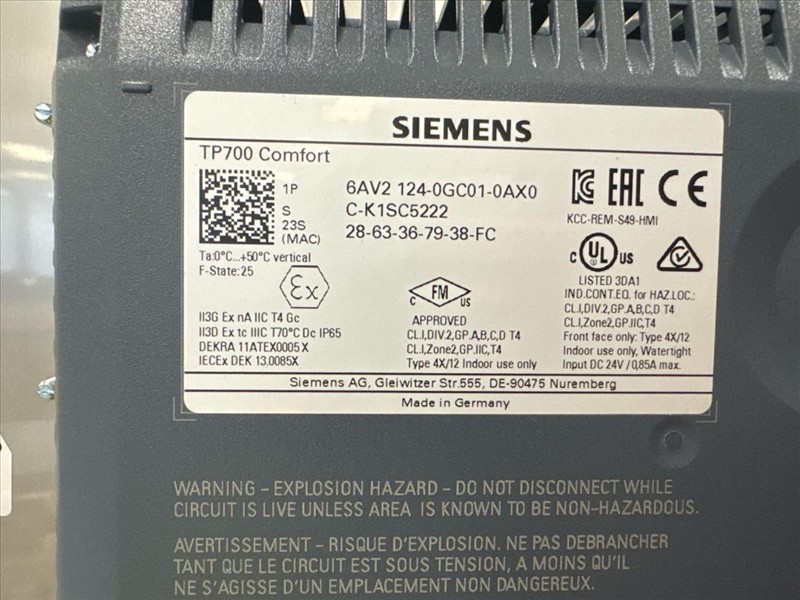 SIEMENS
TP700 Comfort
1P 6AV2 124-0GC01-0AX0
S C-K1SC5222
23S
(MAC) 28-63-36-79-38-FC
EAC CE
KCC-REM-S49-HMI
Ta:0°C...+50°C vertical
F-State: 25
Ex
C FM US
C UL US
LISTED 3DA1
IND.CONT.EQ. for HAZ.LOC.:
CL.I,DIV.2,GP.A,B,C,D T4
CL.I,Zone2,GP.IIC,T4
Front face only: Type 4X/12
Indoor use only, Watertight
Input DC 24V / 0,85A max.
II3G Ex nA IIC T4 Gc
II3D Ex tc IIIC T70°C Dc IP65
DEKRA 11ATEX0005 X
IECEx DEK 13.0085X
APPROVED
CL.I,DIV.2,GP.A,B,C,D T4
CL.I,Zone2,GP.IIC,T4
Type 4X/12 Indoor use only
Siemens AG, Gleiwitzer Str.555, DE-90475 Nuremberg
Made in Germany
WARNING – EXPLOSION HAZARD – DO NOT DISCONNECT WHILE
CIRCUIT IS LIVE UNLESS AREA IS KNOWN TO BE NON-HAZARDOUS.
AVERTISSEMENT – RISQUE D'EXPLOSION. NE PAS DEBRANCHER
TANT QUE LE CIRCUIT EST SOUS TENSION, A MOINS QU'IL
NE S'AGISSE D'UN EMPLACEMENT NON DANGEREUX.